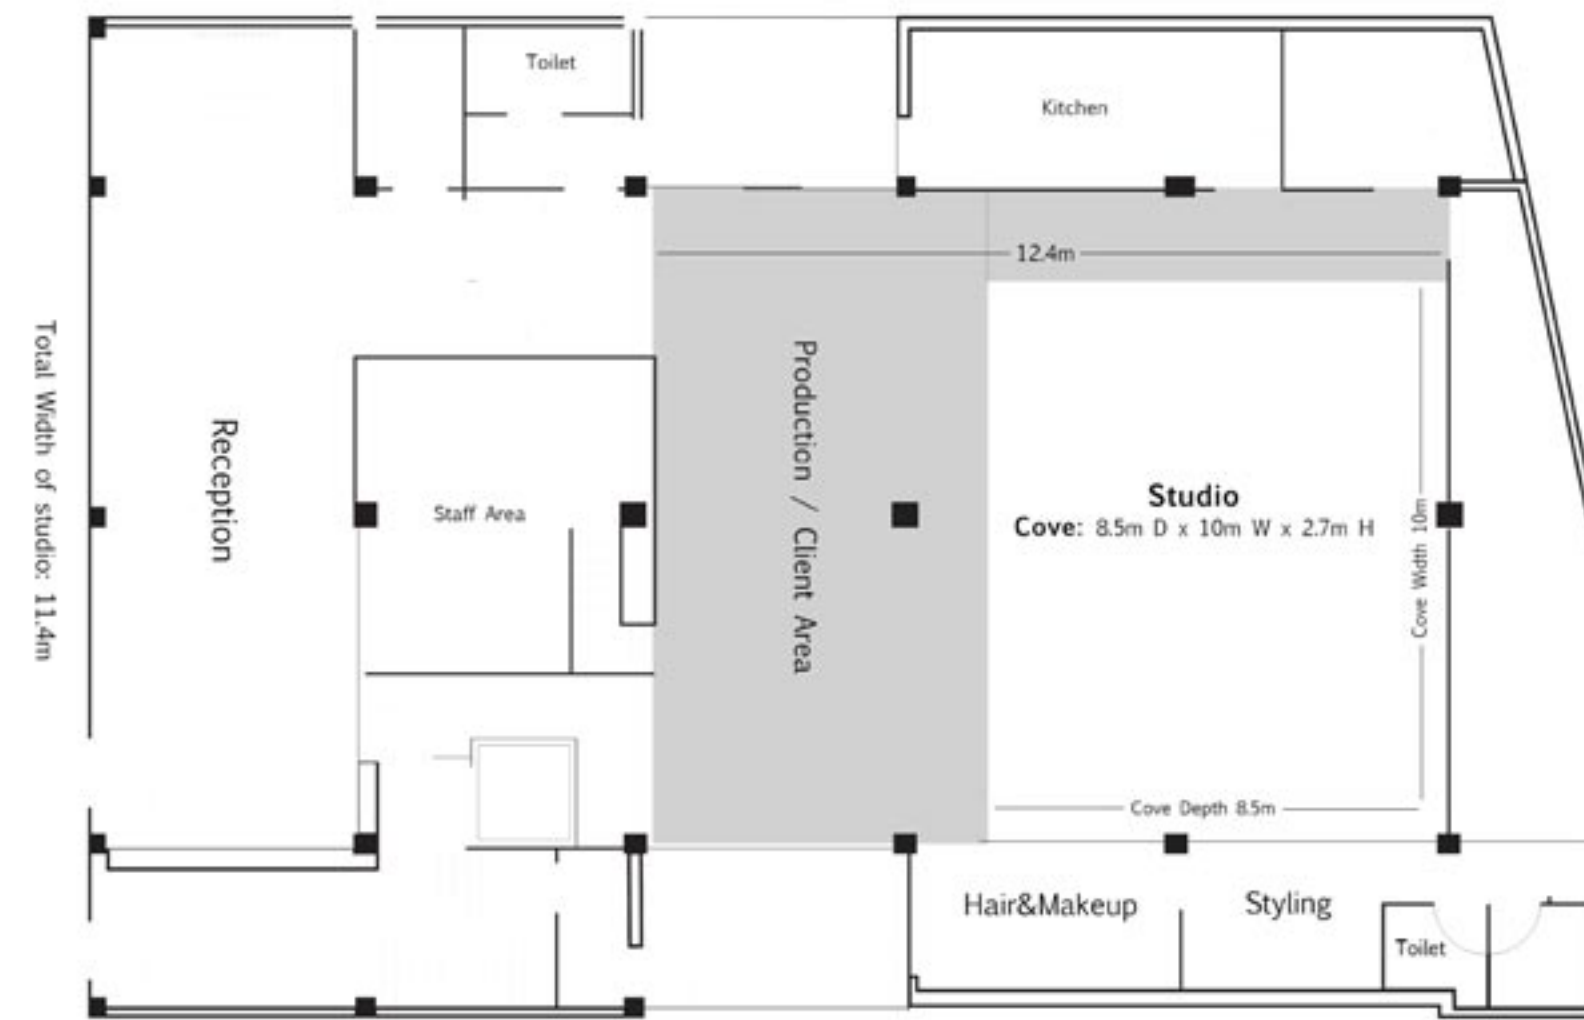 Toilet
Kitchen
12.4m
Total Width of studio: 11.4m
Reception
Staff Area
Production / Client Area
Studio
Cove: 8.5m D x 10m W x 2.7m H
Cove Width 10m
Cove Depth 8.5m
Hair&Makeup
Styling
Toilet